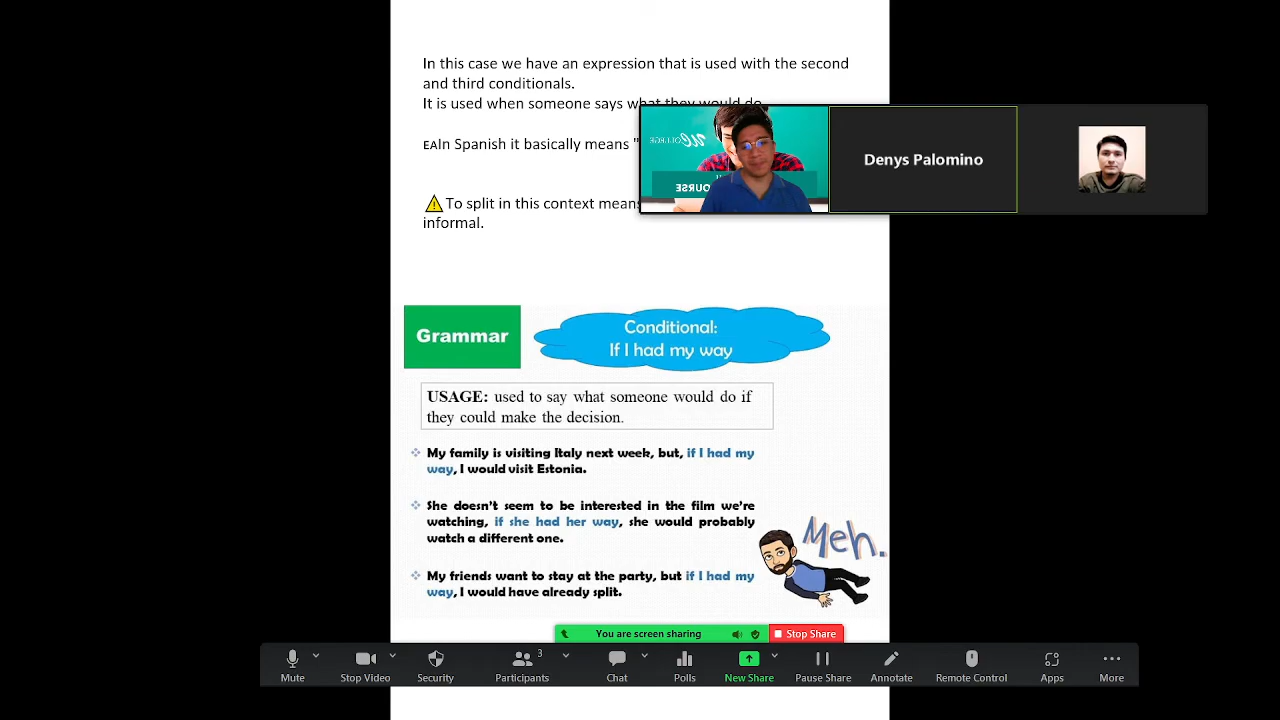 In this case we have an expression that is used with the second
and third conditionals.
It is used when someone says what they would do
EAIn Spanish it basically means "
⚠To split in this context means
informal.
Denys Palomino
UCOLLEGE
COURSE
Grammar
Conditional:
If I had my way
USAGE: used to say what someone would do if
they could make the decision.
My family is visiting Italy next week, but, if I had my
way, I would visit Estonia.
She doesn't seem to be interested in the film we're
watching, if she had her way, she would probably
watch a different one.
My friends want to stay at the party, but if I had my
way, I would have already split.
Meh.
You are screen sharing
Stop Share
Mute
Stop Video
Security
Participants
3
Chat
Polls
New Share
Pause Share
Annotate
Remote Control
Apps
More